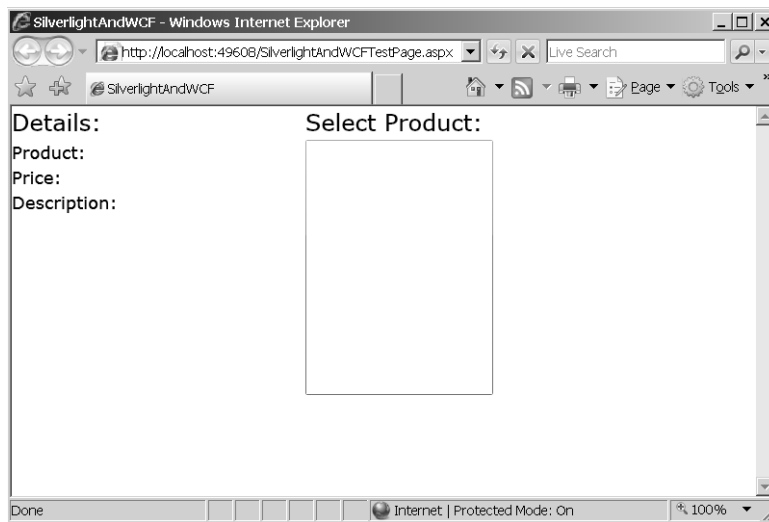 SilverlightAndWCF - Windows Internet Explorer
http://localhost:49608/SilverlightAndWCFTestPage.aspx
Live Search
SilverlightAndWCF
Page
Tools
Details:
Select Product:
Product:
Price:
Description:
Done
Internet | Protected Mode: On
100%